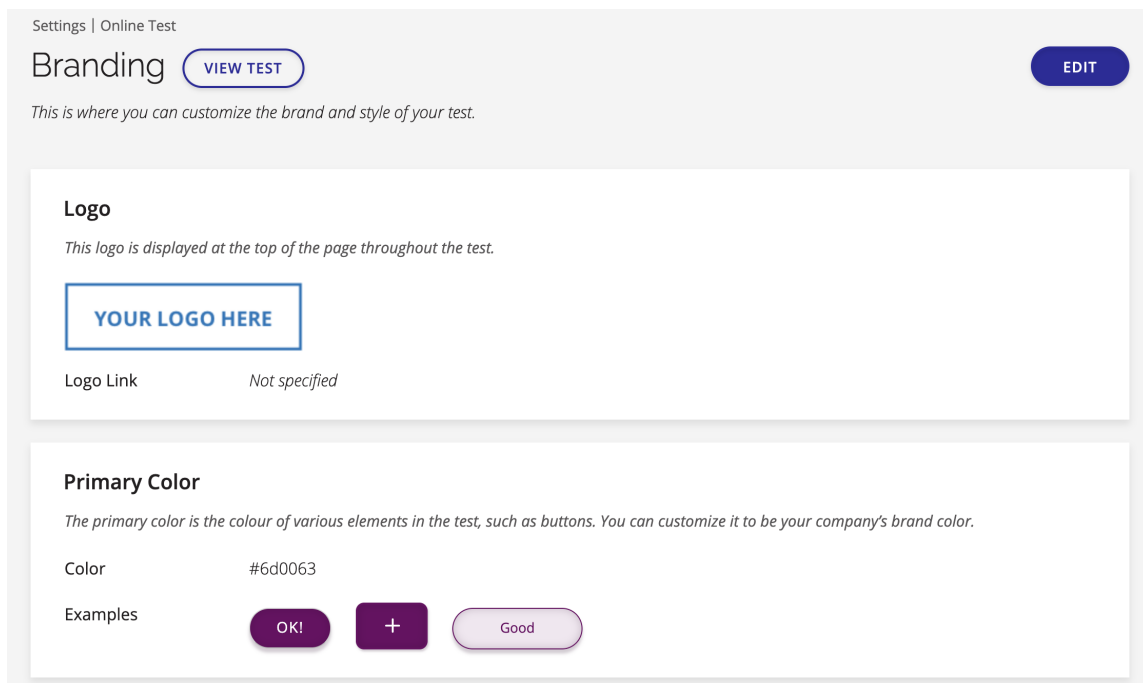 Settings | Online Test
Branding VIEW TEST EDIT
This is where you can customize the brand and style of your test.
Logo
This logo is displayed at the top of the page throughout the test.
YOUR LOGO HERE
Logo Link Not specified
Primary Color
The primary color is the colour of various elements in the test, such as buttons. You can customize it to be your company's brand color.
Color #6d0063
Examples OK! + Good